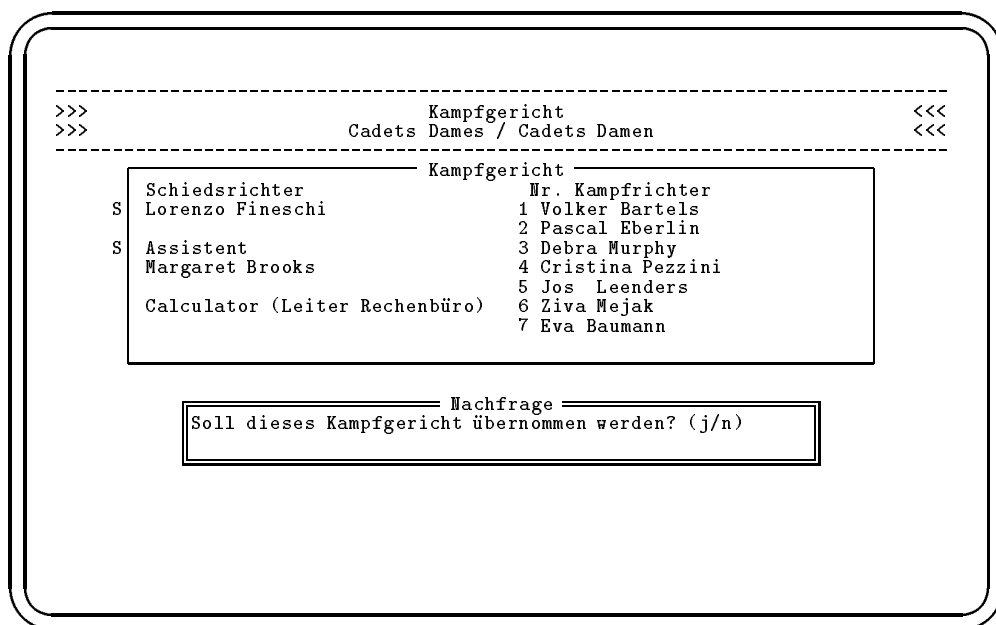 >>> Kampfgericht <<<
>>> Cadets Dames / Cadets Damen <<<
Kampfgericht
Schiedsrichter Nr. Kampfrichter
S Lorenzo Fineschi 1 Volker Bartels
2 Pascal Eberlin
S Assistent 3 Debra Murphy
Margaret Brooks 4 Cristina Pezzini
5 Jos Leenders
Calculator (Leiter Rechenbüro) 6 Ziva Mejak
7 Eva Baumann
Nachfrage
Soll dieses Kampfgericht übernommen werden? (j/n)